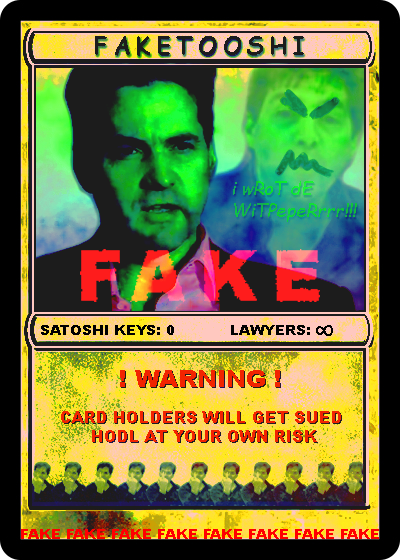 FAKETOOSHI
i wRoT dE
WiTPepeRrrr!!!
FAKE
SATOSHI KEYS: 0 LAWYERS: ∞
! WARNING !
CARD HOLDERS WILL GET SUED
HODL AT YOUR OWN RISK
FAKE FAKE FAKE FAKE FAKE FAKE FAKE FAKE